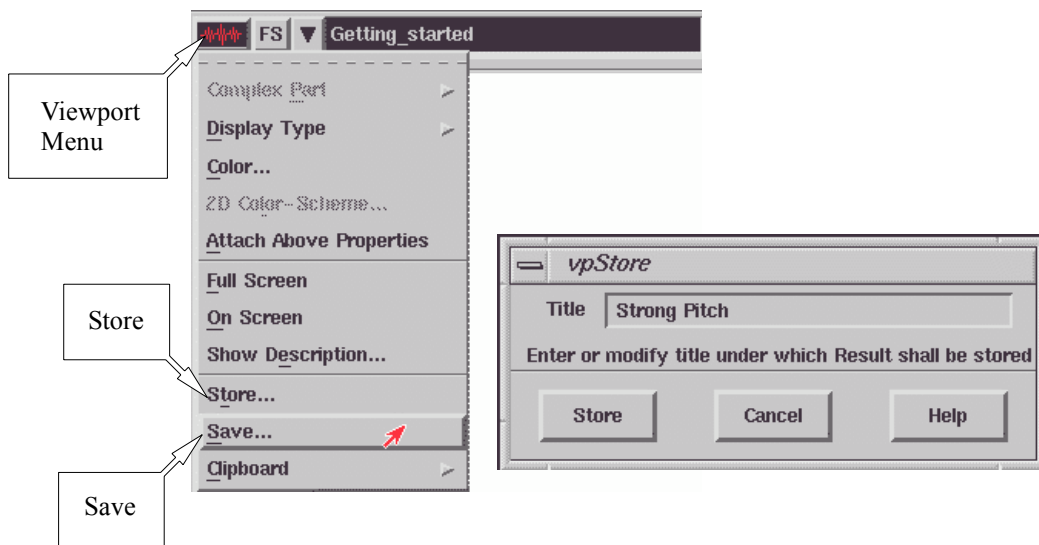 FS Getting_started
Complex Part
Display Type
Color...
2D Color-Scheme...
Attach Above Properties
Full Screen
On Screen
Show Description...
Store...
Save...
Clipboard
Viewport
Menu
Store
Save
vpStore
Title Strong Pitch
Enter or modify title under which Result shall be stored
Store Cancel Help